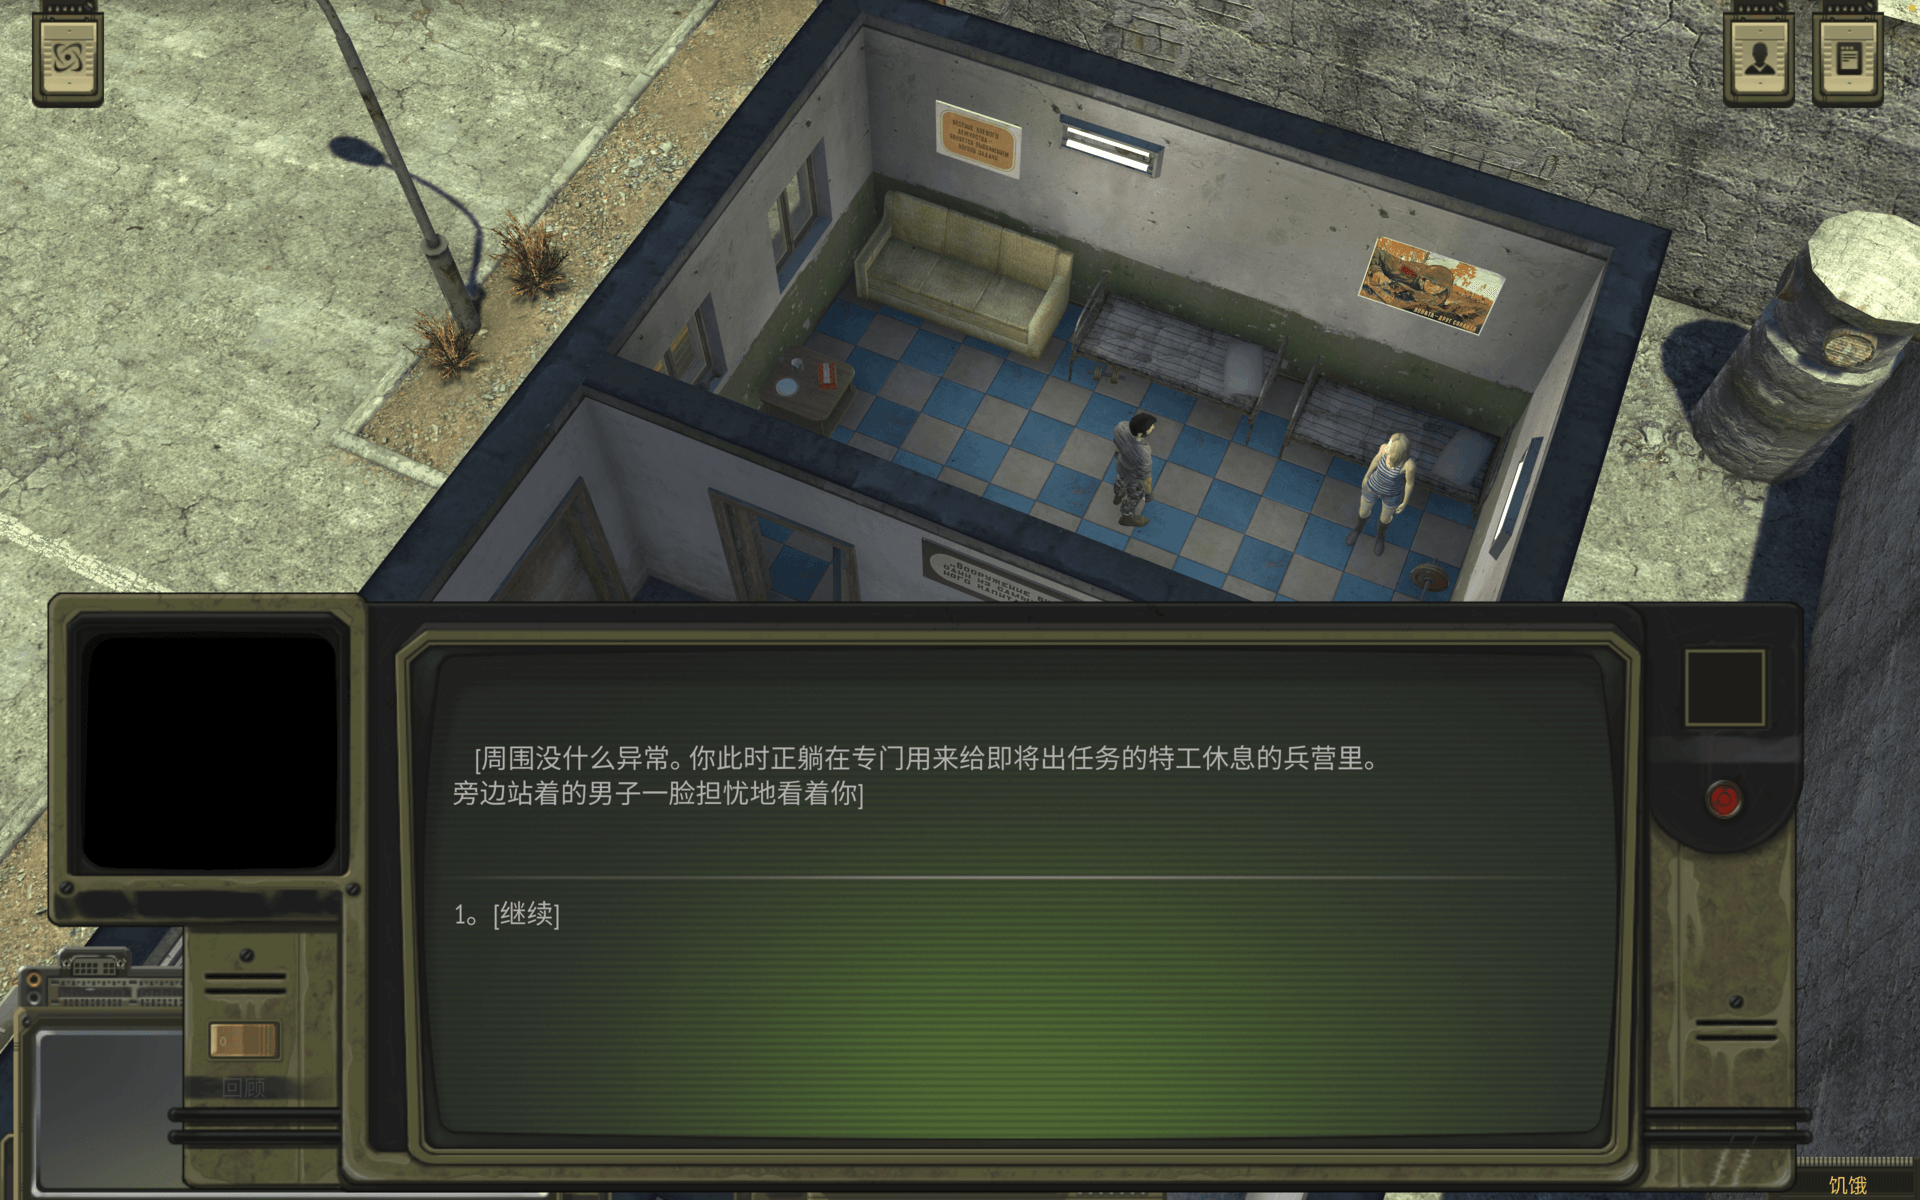 [周围没什么异常。你此时正躺在专门用来给即将出任务的特工休息的兵营里。
旁边站着的男子一脸担忧地看着你]
1。[继续]
回顾
饥饿